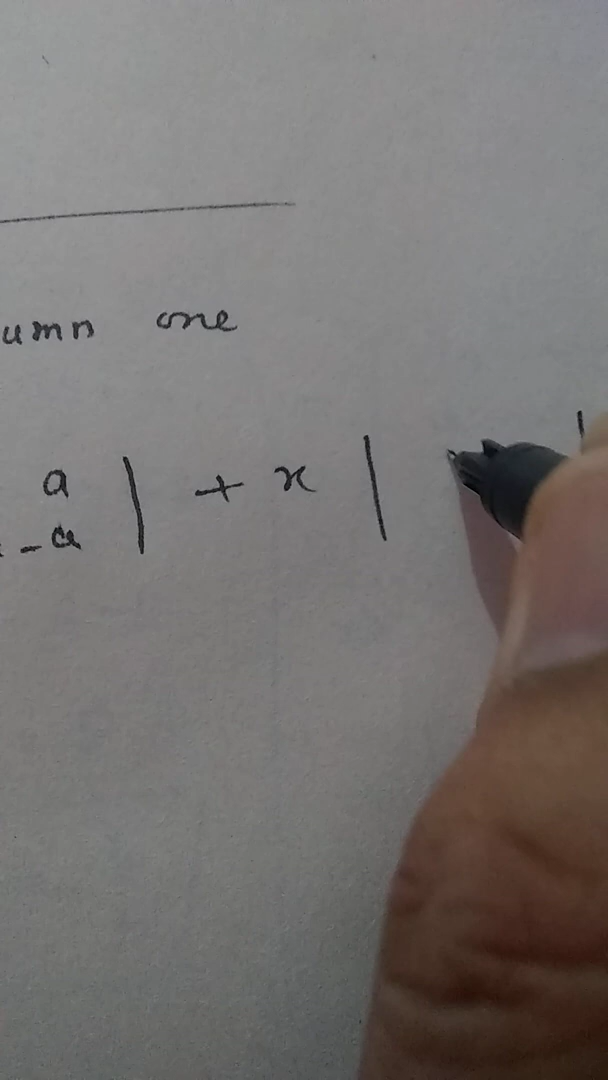 umn one
a | + x | |
- a |